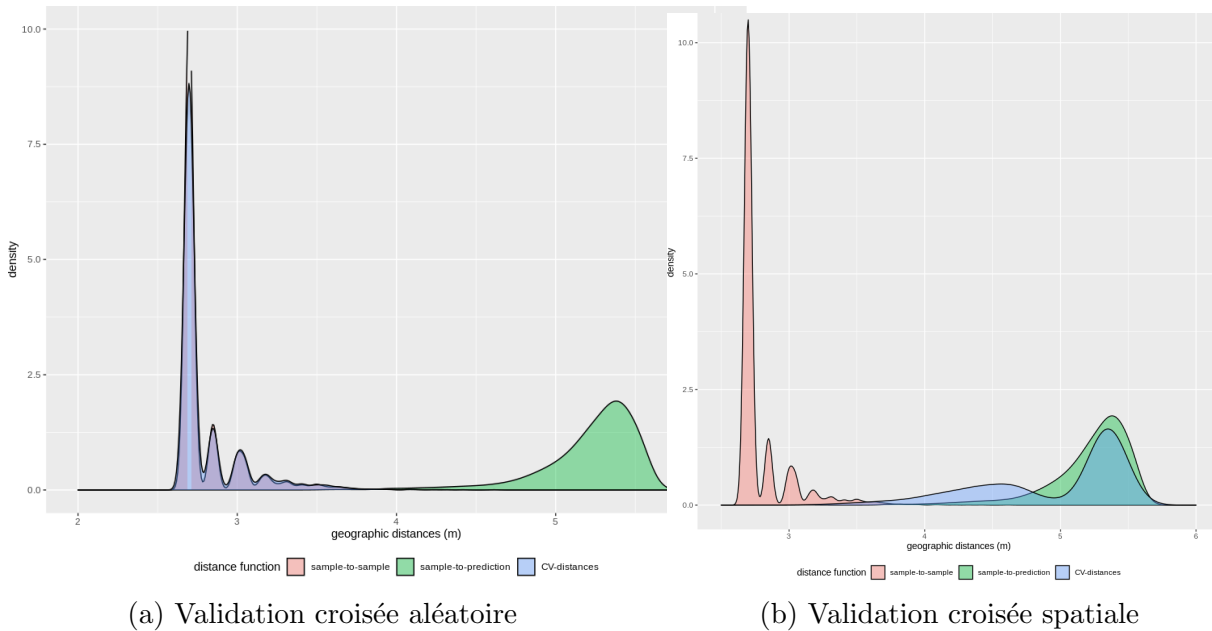 10.0
7.5
5.0
2.5
0.0
density
2
3
4
5
geographic distances (m)
distance function sample-to-sample sample-to-prediction CV-distances
(a) Validation croisée aléatoire
10.0
7.5
5.0
2.5
0.0
density
3
4
5
6
geographic distances (m)
distance function sample-to-sample sample-to-prediction CV-distances
(b) Validation croisée spatiale